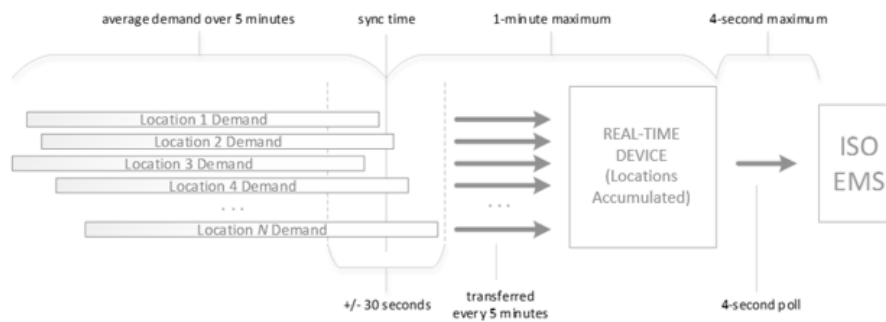 average demand over 5 minutes
sync time
1-minute maximum
4-second maximum
Location 1 Demand
Location 2 Demand
Location 3 Demand
Location 4 Demand
...
Location N Demand
...
REAL-TIME
DEVICE
(Locations
Accumulated)
ISO
EMS
+/- 30 seconds
transferred
every 5 minutes
4-second poll